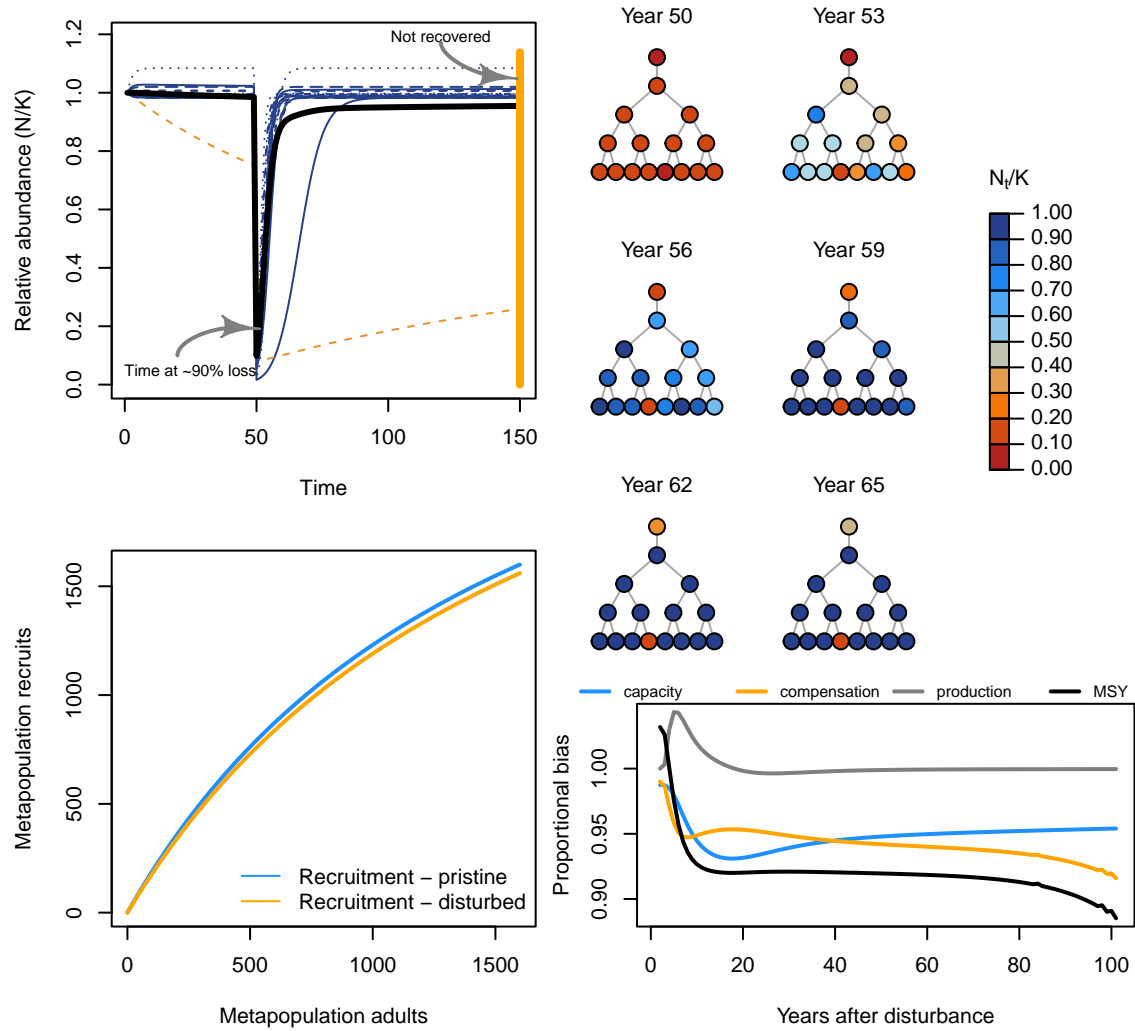 Relative abundance (N/K)
1.2
1.0
0.8
0.6
0.4
0.2
0.0
Not recovered
Time at ~90% loss
0
50
100
150
Time
Year 50
Year 53
Year 56
Year 59
Year 62
Year 65
Nt/K
1.00
0.90
0.80
0.70
0.60
0.50
0.40
0.30
0.20
0.10
0.00
Metapopulation recruits
1500
1000
500
0
Recruitment − pristine
Recruitment − disturbed
0
500
1000
1500
Metapopulation adults
capacity
compensation
production
MSY
Proportional bias
1.00
0.95
0.90
0
20
40
60
80
100
Years after disturbance